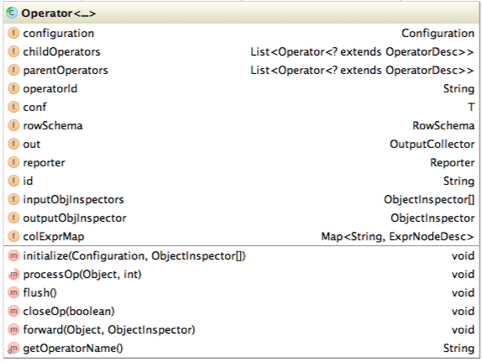 Operator<...>
configuration Configuration
childOperators List<Operator<? extends OperatorDesc>>
parentOperators List<Operator<? extends OperatorDesc>>
operatorId String
conf T
rowSchema RowSchema
out OutputCollector
reporter Reporter
id String
inputObjInspectors ObjectInspector[]
outputObjInspector ObjectInspector
colExprMap Map<String, ExprNodeDesc>
initialize(Configuration, ObjectInspector[]) void
processOp(Object, int) void
flush() void
closeOp(boolean) void
forward(Object, ObjectInspector) void
getOperatorName() String